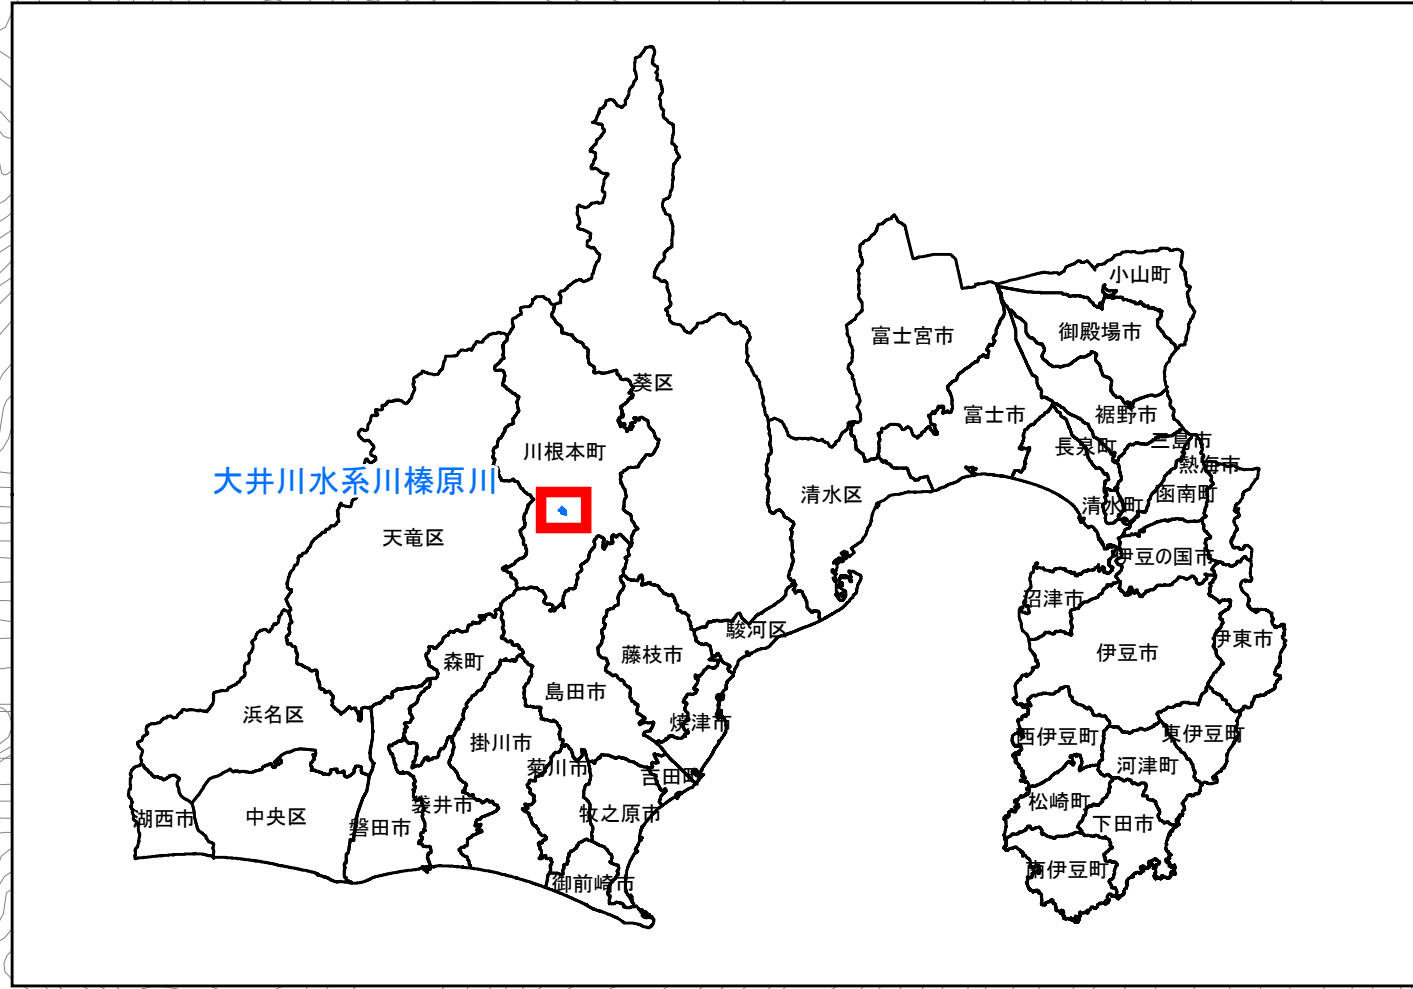 小山町
御殿場市
富士宮市
葵区
裾野市
富士市
三島市
長泉町
川根本町
熱海市
大井川水系川榛原川
清水区
函南町
清水町
天竜区
伊豆の国市
沼津市
駿河区
伊東市
伊豆市
藤枝市
森町
島田市
浜名区
焼津市
東伊豆町
西伊豆町
掛川市
河津町
菊川市
吉田町
松崎町
袋井市
牧之原市
中央区
湖西市
下田市
磐田市
南伊豆町
御前崎市